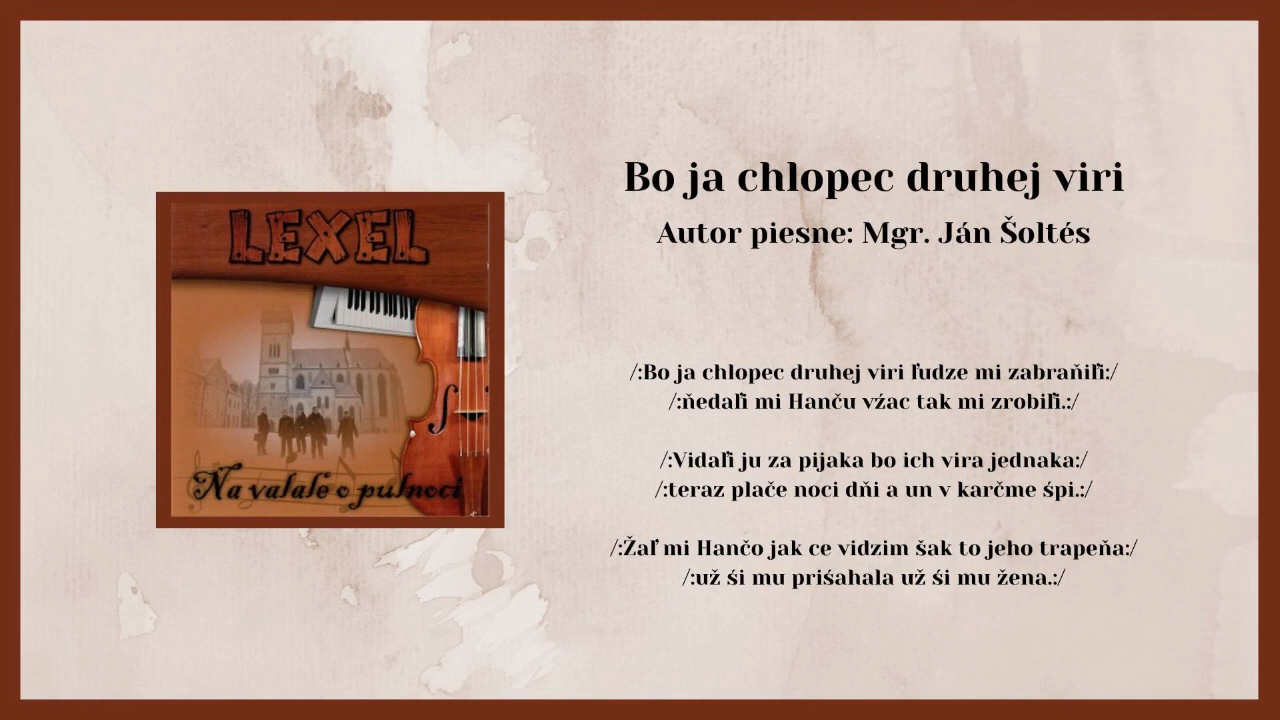 LEXEL
Na valale o pulnoci
Bo ja chlopec druhej viri
Autor piesne: Mgr. Ján Šoltés
/:Bo ja chlopec druhej viri ľudze mi zabraňiľi:/
/:ňedaľi mi Hanču vźac tak mi zrobiľi.:/
/:Vidaľi ju za pijaka bo ich vira jednaka:/
/:teraz plače noci dňi a un v karčme śpi.:/
/:Žaľ mi Hančo jak ce vidzim šak to jeho trapeňa:/
/:už śi mu priśahala už śi mu žena.:/